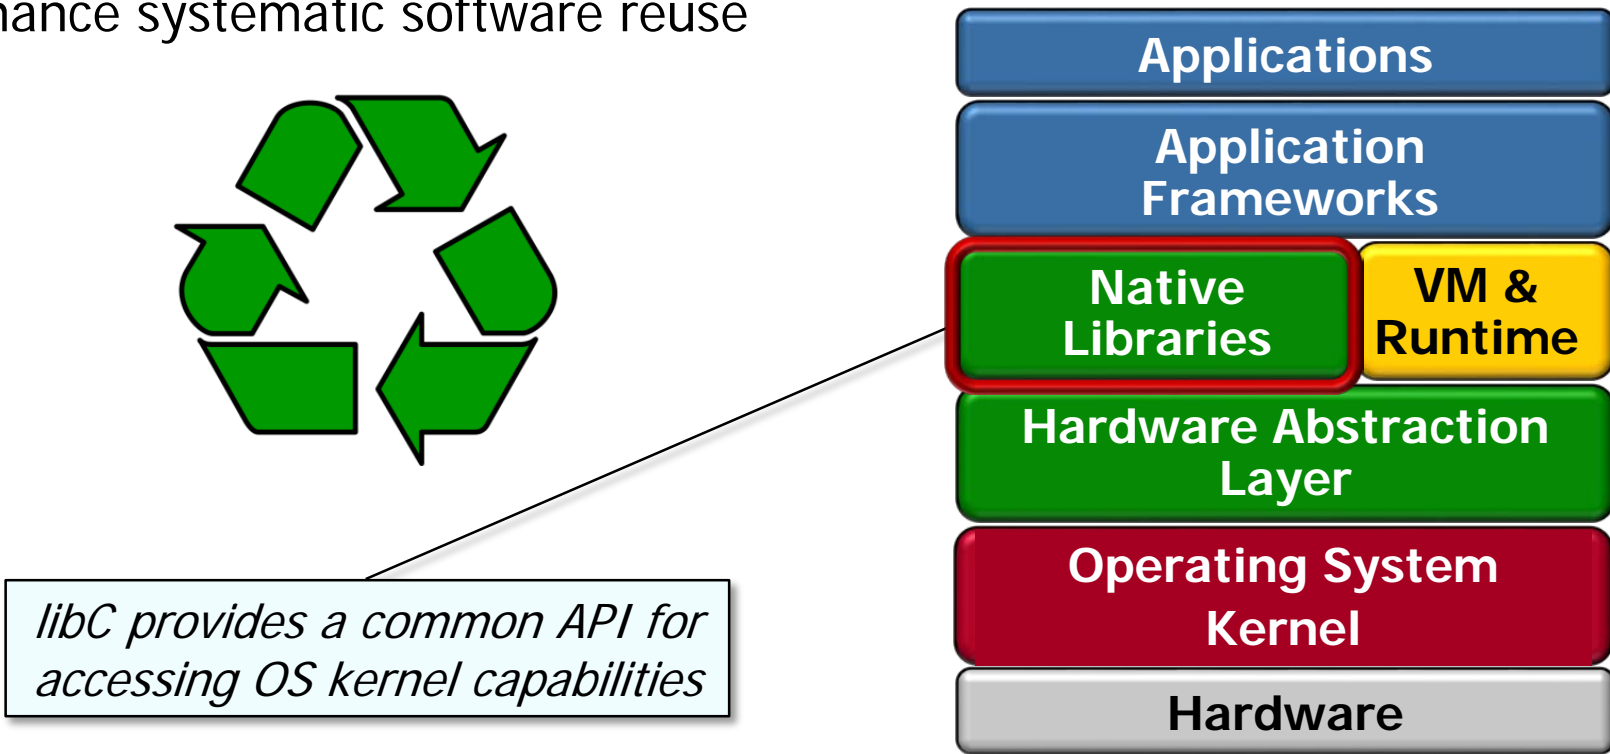 nance systematic software reuse
Applications
Application
Frameworks
Native
Libraries
VM &
Runtime
Hardware Abstraction
Layer
Operating System
Kernel
Hardware
libC provides a common API for
accessing OS kernel capabilities